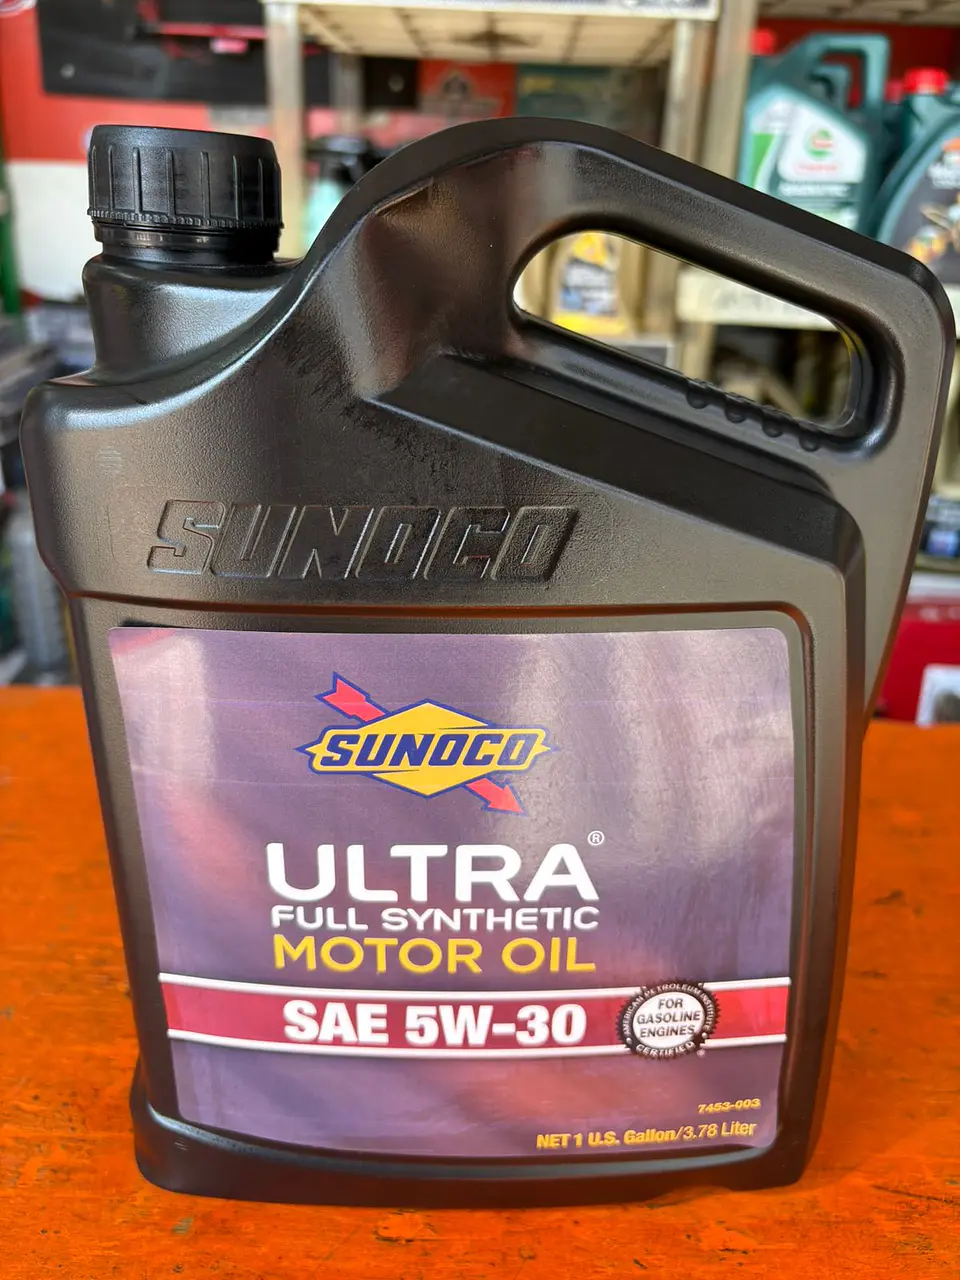 SUNOCO
SUNOCO
ULTRA®
FULL SYNTHETIC
MOTOR OIL
SAE 5W-30
AMERICAN PETROLEUM INSTITUTE
FOR
GASOLINE
ENGINES
CERTIFIED
7453-003
NET 1 U.S. Gallon/3.78 Liter
Castrol